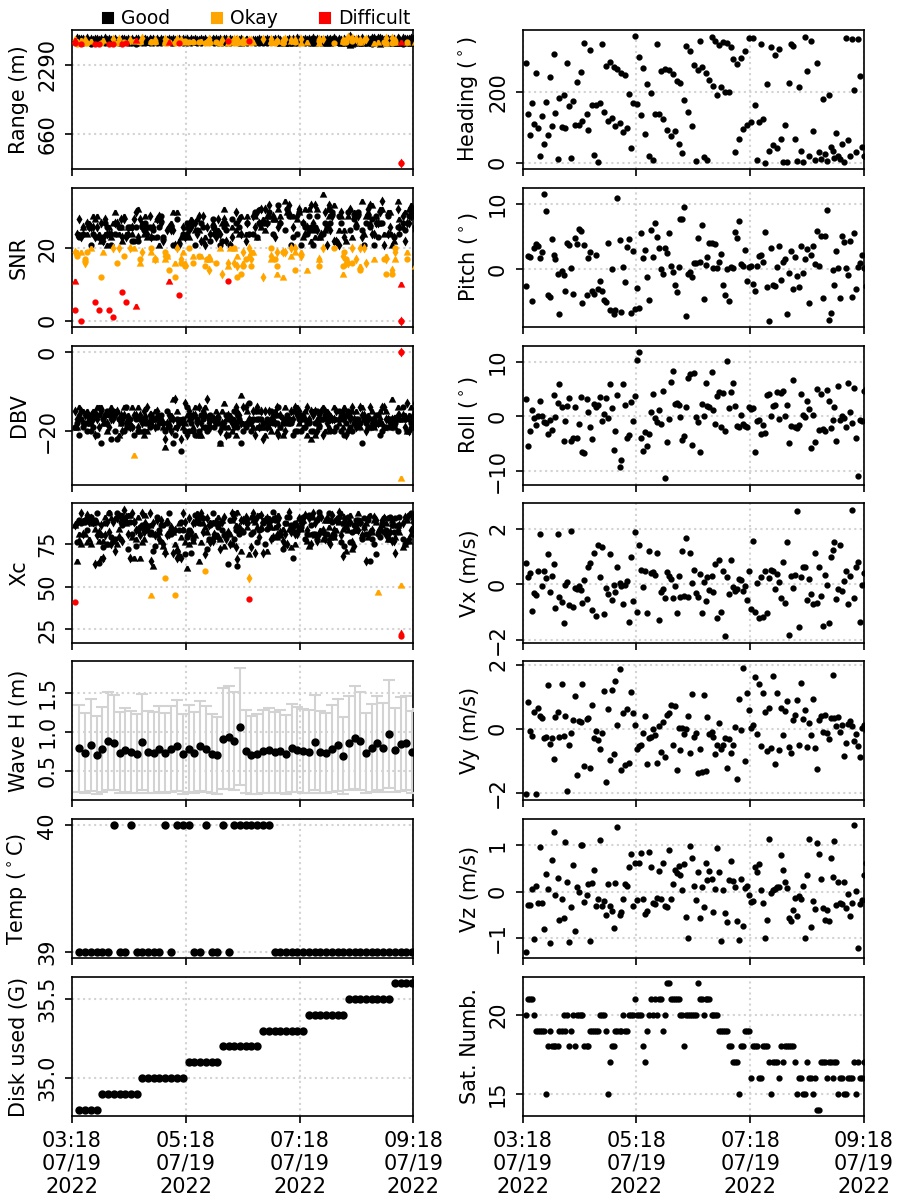 Good Okay Difficult
Range (m)
2290
660
Heading (°)
200
0
SNR
20
0
Pitch (°)
10
0
DBV
0
−20
Roll (°)
10
0
−10
Xc
75
50
25
Vx (m/s)
2
0
−2
Wave H (m)
1.5
1.0
0.5
Vy (m/s)
2
0
−2
Temp (°C)
40
39
Vz (m/s)
1
0
−1
Disk used (G)
35.5
35.0
Sat. Numb.
20
15
03:18 05:18 07:18 09:18
07/19 07/19 07/19 07/19
2022 2022 2022 2022
03:18 05:18 07:18 09:18
07/19 07/19 07/19 07/19
2022 2022 2022 2022